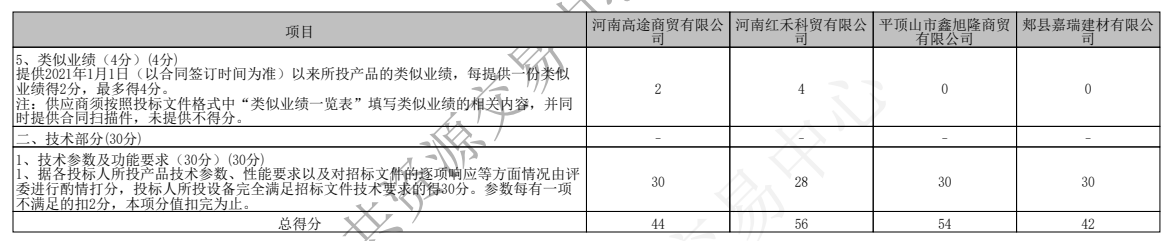 项目
河南高途商贸有限公
司
河南红禾科贸有限公
司
平顶山市鑫旭隆商贸
有限公司
郏县嘉瑞建材有限公
司
5、类似业绩（4分）(4分)
提供2021年1月1日（以合同签订时间为准）以来所投产品的类似业绩，每提供一份类似
业绩得2分，最多得4分。
注：供应商须按照投标文件格式中“类似业绩一览表”填写类似业绩的相关内容，并同
时提供合同扫描件，未提供不得分。
2
4
0
0
二、技术部分(30分)
-
-
-
-
1、技术参数及功能要求（30分）(30分)
1、据各投标人所投产品技术参数、性能要求以及对招标文件的逐项响应等方面情况由评
委进行酌情打分，投标人所投设备完全满足招标文件技术要求的得30分。参数每有一项
不满足的扣2分，本项分值扣完为止。
30
28
30
30
总得分
44
56
54
42
共资源交易
交易中心